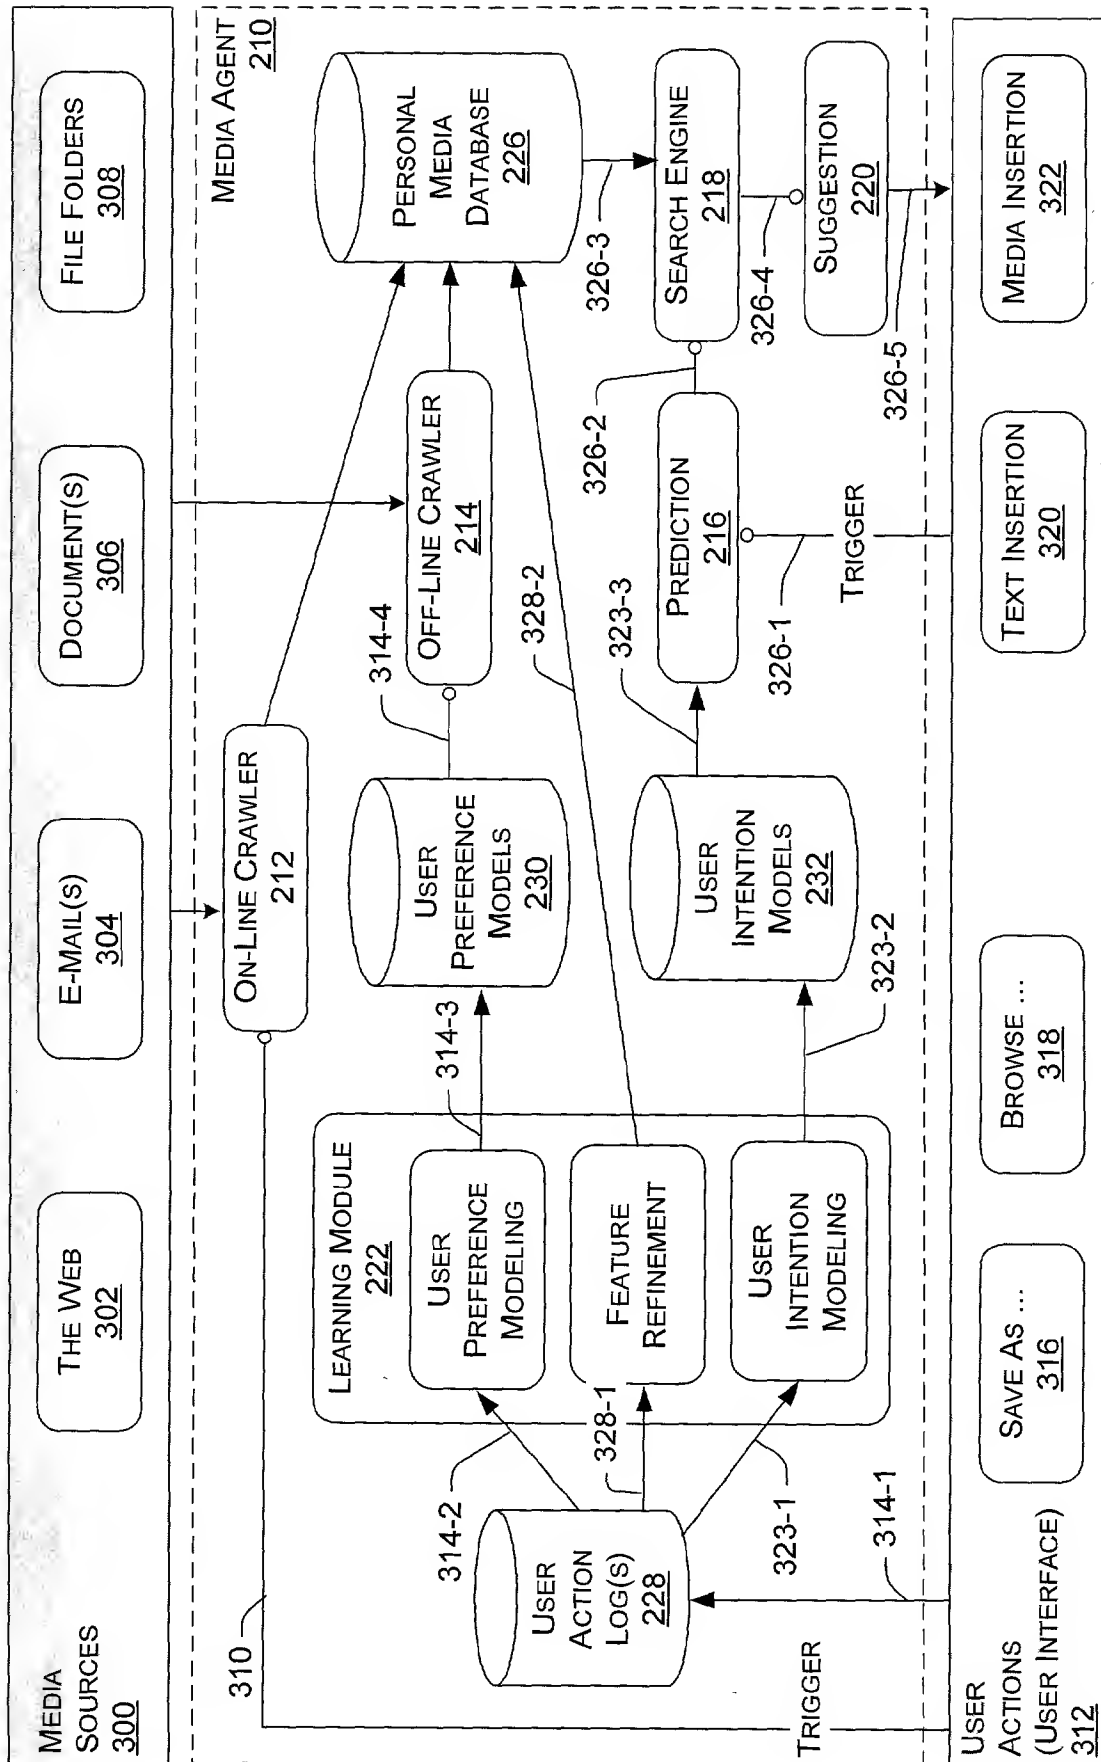 MEDIA
SOURCES
300
THE WEB
302
E-MAIL(S)
304
DOCUMENT(S)
306
FILE FOLDERS
308
MEDIA AGENT
210
310
ON-LINE CRAWLER
212
LEARNING MODULE
222
USER
PREFERENCE
MODELING
FEATURE
REFINEMENT
USER
INTENTION
MODELING
314-2
328-1
323-1
USER
ACTION
LOG(S)
228
314-1
TRIGGER
314-3
USER
PREFERENCE
MODELS
230
314-4
OFF-LINE CRAWLER
214
328-2
323-2
USER
INTENTION
MODELS
232
323-3
PREDICTION
216
326-1
TRIGGER
326-2
PERSONAL
MEDIA
DATABASE
226
326-3
SEARCH ENGINE
218
326-4
SUGGESTION
220
326-5
USER
ACTIONS
(USER INTERFACE)
312
SAVE AS ...
316
BROWSE ...
318
TEXT INSERTION
320
MEDIA INSERTION
322